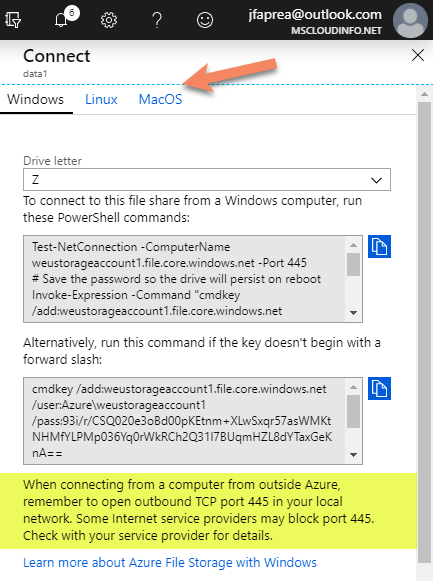 6
jfaprea@outlook.com
MSCLOUDINFO.NET
Connect
data1
Windows Linux MacOS
Drive letter
Z
To connect to this file share from a Windows computer, run
these PowerShell commands:
Test-NetConnection -ComputerName
weustorageaccount1.file.core.windows.net -Port 445
# Save the password so the drive will persist on reboot
Invoke-Expression -Command "cmdkey
/add:weustorageaccount1.file.core.windows.net
Alternatively, run this command if the key doesn't begin with a
forward slash:
cmdkey /add:weustorageaccount1.file.core.windows.net
/user:Azure\weustorageaccount1
/pass:93i/r/CSQ020e3oBd00pKEtnm+XLwSxqr57asWMKt
NHMfYLPMp036Yq0rWkRCh2Q31I7BUqmHZL8dYTaxGeK
nA==
When connecting from a computer from outside Azure,
remember to open outbound TCP port 445 in your local
network. Some Internet service providers may block port 445.
Check with your service provider for details.
Learn more about Azure File Storage with Windows